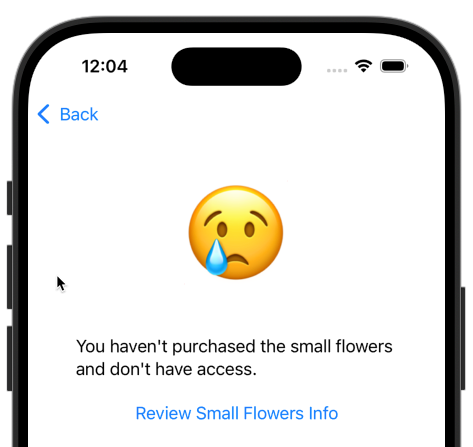 12:04
Back
You haven't purchased the small flowers
and don't have access.
Review Small Flowers Info